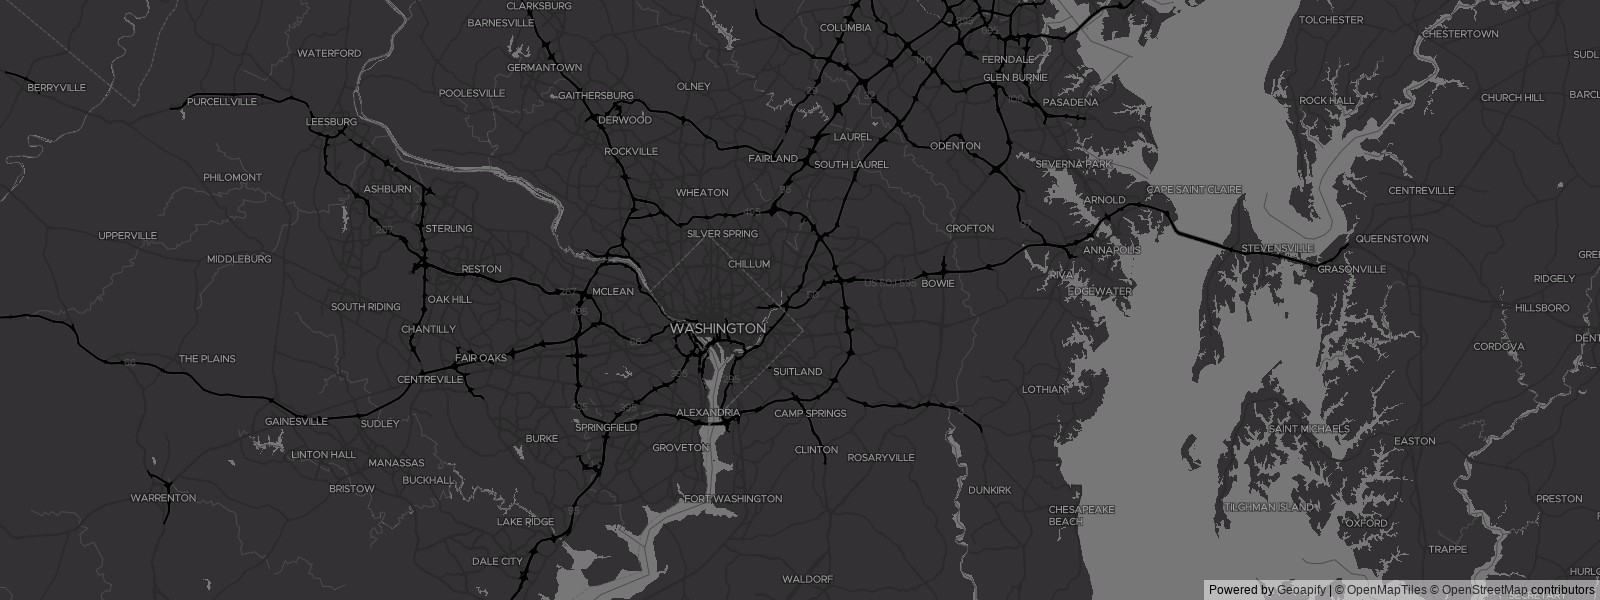 CLARKSBURG
BARNESVILLE
COLUMBIA
TOLCHESTER
CHESTERTOWN
WATERFORD
GERMANTOWN
FERNDALE
GLEN BURNIE
BERRYVILLE
POOLESVILLE
GAITHERSBURG
OLNEY
PURCELLVILLE
PASADENA
ROCK HALL
CHURCH HILL
LEESBURG
DERWOOD
LAUREL
ROCKVILLE
FAIRLAND
SOUTH LAUREL
ODENTON
SEVERNA PARK
PHILOMONT
ASHBURN
WHEATON
CAPE SAINT CLAIRE
ARNOLD
CENTREVILLE
UPPERVILLE
STERLING
SILVER SPRING
CROFTON
QUEENSTOWN
ANNAPOLIS
STEVENSVILLE
MIDDLEBURG
RESTON
CHILLUM
GRASONVILLE
RIVA
RIDGELY
BOWIE
EDGEWATER
MCLEAN
SOUTH RIDING
OAK HILL
HILLSBORO
CHANTILLY
WASHINGTON
CORDOVA
THE PLAINS
FAIR OAKS
SUITLAND
CENTREVILLE
LOTHIAN
ALEXANDRIA
CAMP SPRINGS
GAINESVILLE
SUDLEY
SPRINGFIELD
SAINT MICHAELS
BURKE
GROVETON
CLINTON
ROSARYVILLE
EASTON
LINTON HALL
MANASSAS
BUCKHALL
BRISTOW
WARRENTON
FORT WASHINGTON
DUNKIRK
PRESTON
CHESAPEAKE
BEACH
TILGHMAN ISLAND
LAKE RIDGE
OXFORD
TRAPPE
DALE CITY
WALDORF
Powered by Geoapify | © OpenMapTiles © OpenStreetMap contributors